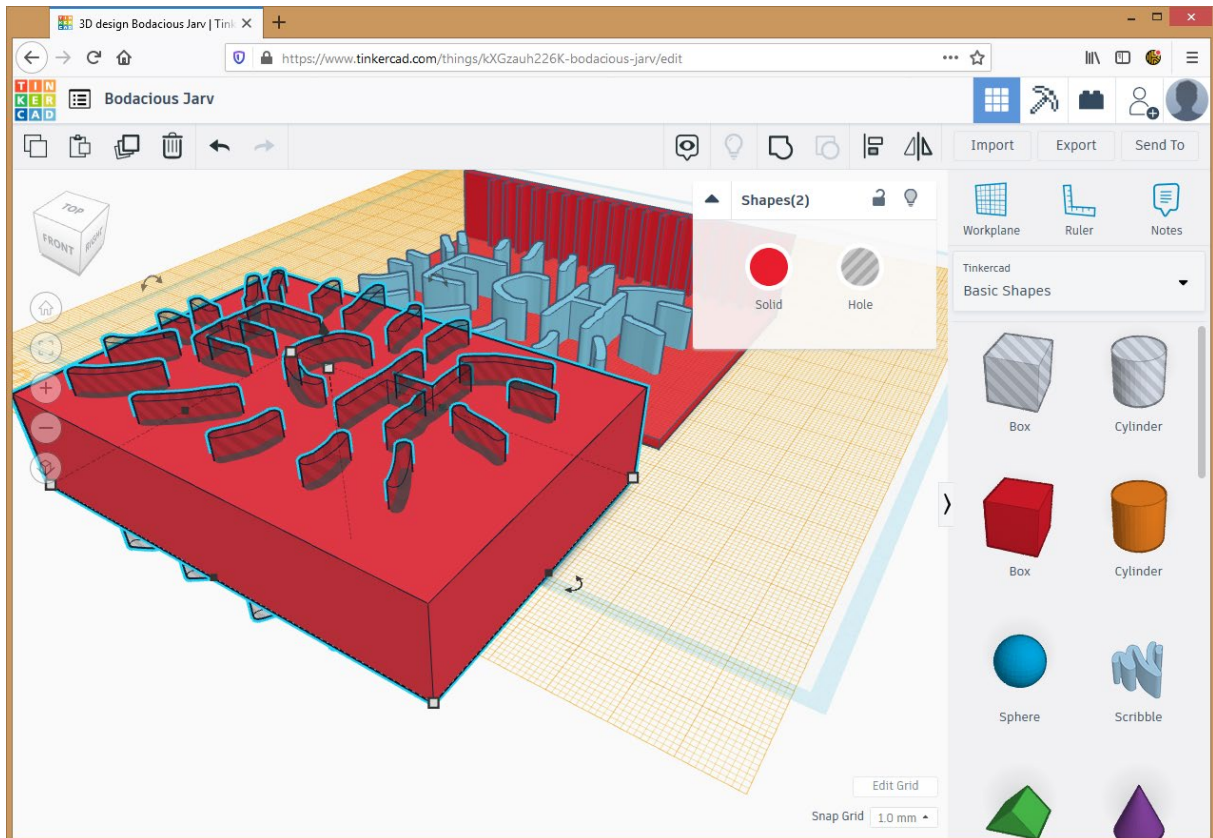 3D design Bodacious Jarv | Tink
https://www.tinkercad.com/things/kXGzauh226K-bodacious-jarv/edit
TIN
KER
CAD
Bodacious Jarv
Import
Export
Send To
Shapes(2)
Solid
Hole
TOP
FRONT
RIGHT
Workplane
Ruler
Notes
Tinkercad
Basic Shapes
Box
Cylinder
Box
Cylinder
Sphere
Scribble
Edit Grid
Snap Grid
1.0 mm